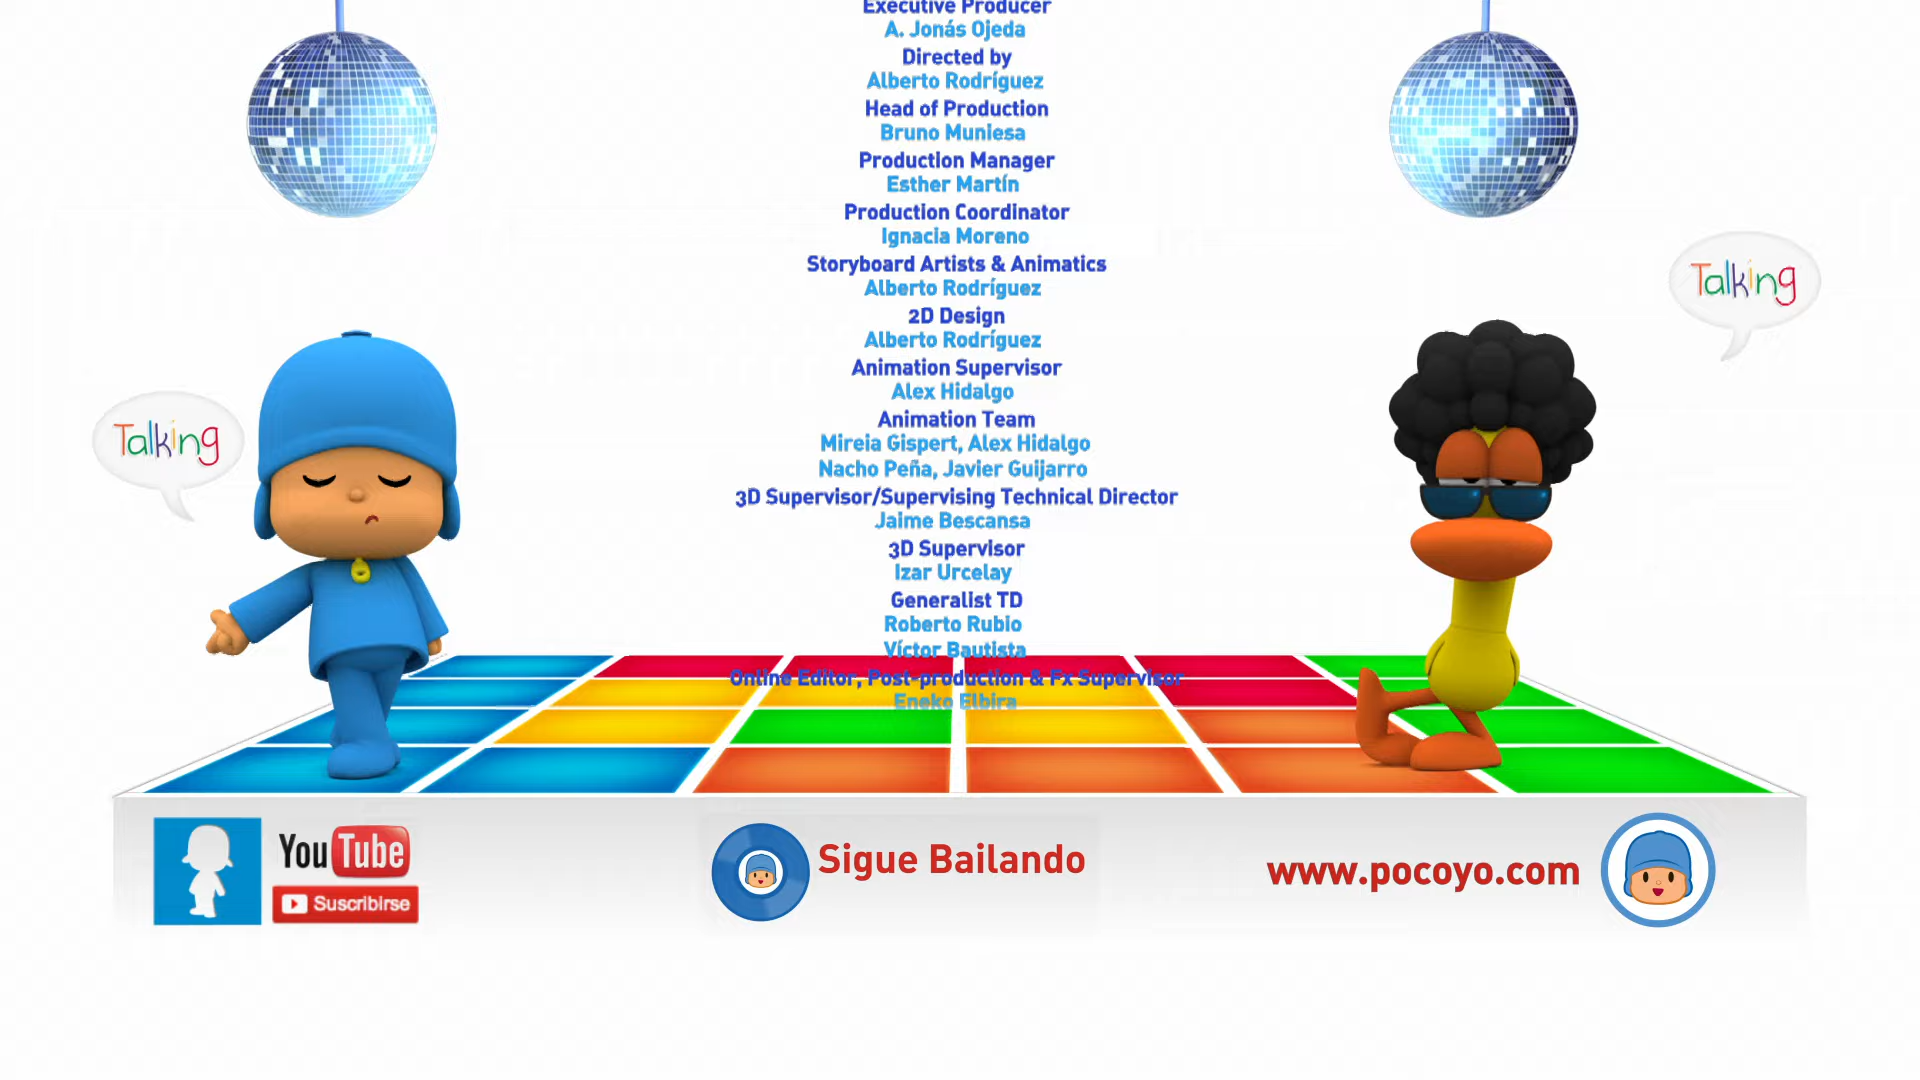 Executive Producer
A. Jonás Ojeda
Directed by
Alberto Rodríguez
Head of Production
Bruno Muniesa
Production Manager
Esther Martín
Production Coordinator
Ignacia Moreno
Storyboard Artists & Animatics
Alberto Rodríguez
2D Design
Alberto Rodríguez
Animation Supervisor
Alex Hidalgo
Animation Team
Mireia Gispert, Alex Hidalgo
Nacho Peña, Javier Guijarro
3D Supervisor/Supervising Technical Director
Jaime Bescansa
3D Supervisor
Izar Urcelay
Generalist TD
Roberto Rubio
Víctor Bautista
Online Editor, Post-production & Fx Supervisor
Eneko Elbira
Talking
Talking
YouTube
Suscribirse
Sigue Bailando
www.pocoyo.com